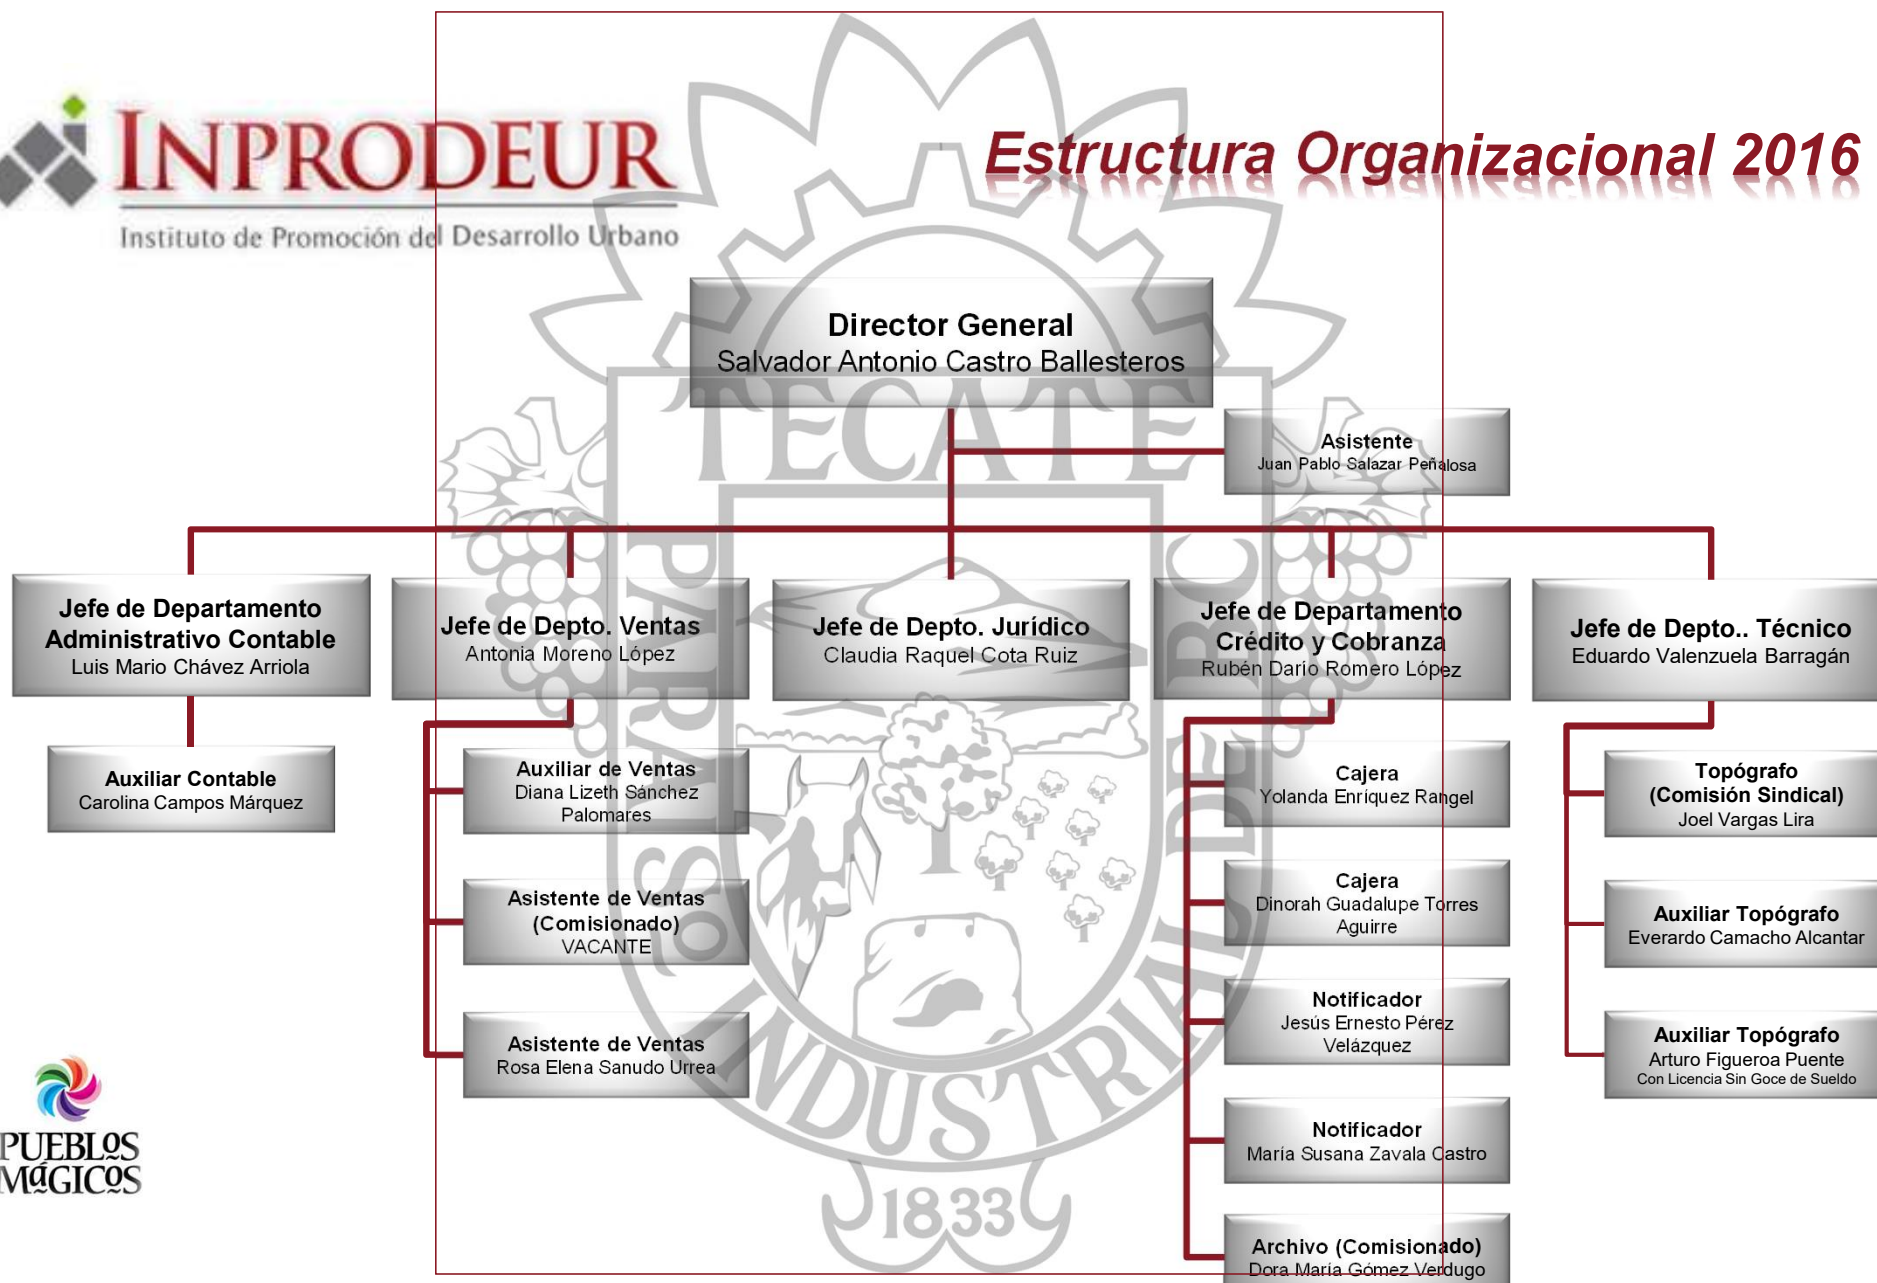 INPRODEUR
Instituto de Promoción del Desarrollo Urbano
Estructura Organizacional 2016
Director General
Salvador Antonio Castro Ballesteros
Asistente
Juan Pablo Salazar Peñalosa
Jefe de Departamento
Administrativo Contable
Luis Mario Chávez Arriola
Jefe de Depto. Ventas
Antonia Moreno López
Jefe de Depto. Jurídico
Claudia Raquel Cota Ruiz
Jefe de Departamento
Crédito y Cobranza
Rubén Darío Romero López
Jefe de Depto.. Técnico
Eduardo Valenzuela Barragán
Auxiliar Contable
Carolina Campos Márquez
Auxiliar de Ventas
Diana Lizeth Sánchez
Palomares
Asistente de Ventas
(Comisionado)
VACANTE
Asistente de Ventas
Rosa Elena Sanudo Urrea
Cajera
Yolanda Enríquez Rangel
Cajera
Dinorah Guadalupe Torres
Aguirre
Notificador
Jesús Ernesto Pérez
Velázquez
Notificador
María Susana Zavala Castro
Archivo (Comisionado)
Dora María Gómez Verdugo
Topógrafo
(Comisión Sindical)
Joel Vargas Lira
Auxiliar Topógrafo
Everardo Camacho Alcantar
Auxiliar Topógrafo
Arturo Figueroa Puente
Con Licencia Sin Goce de Sueldo
TECATE
PARAISO INDUSTRIAL DE BC
1833
PUEBLOS
MáGICOS